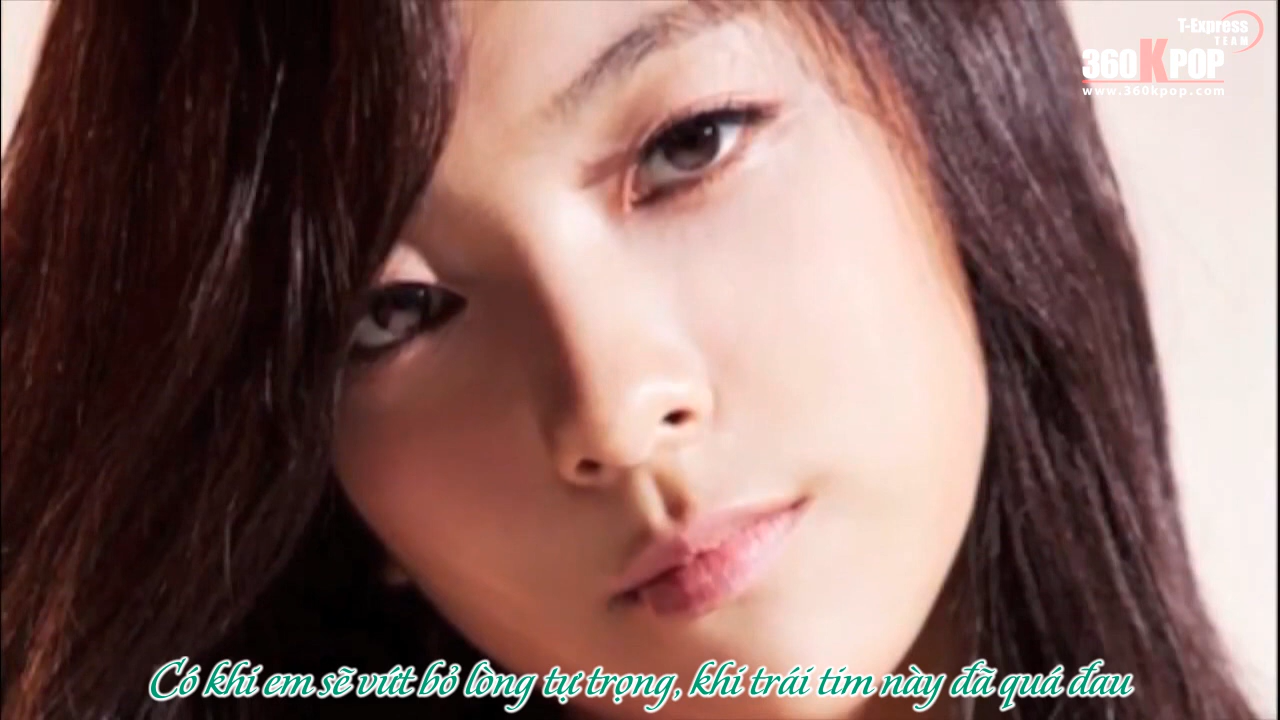 T-Express
TEAM
360KPOP
www.360kpop.com
Có khi em sẽ vứt bỏ lòng tự trọng, khi trái tim này đã quá đau